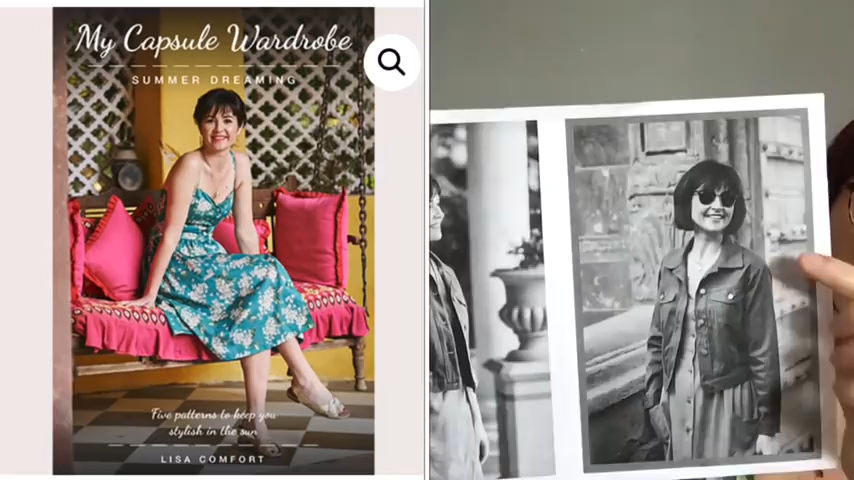 My Capsule Wardrobe
SUMMER DREAMING
Five patterns to keep you
stylish in the sun
LISA COMFORT